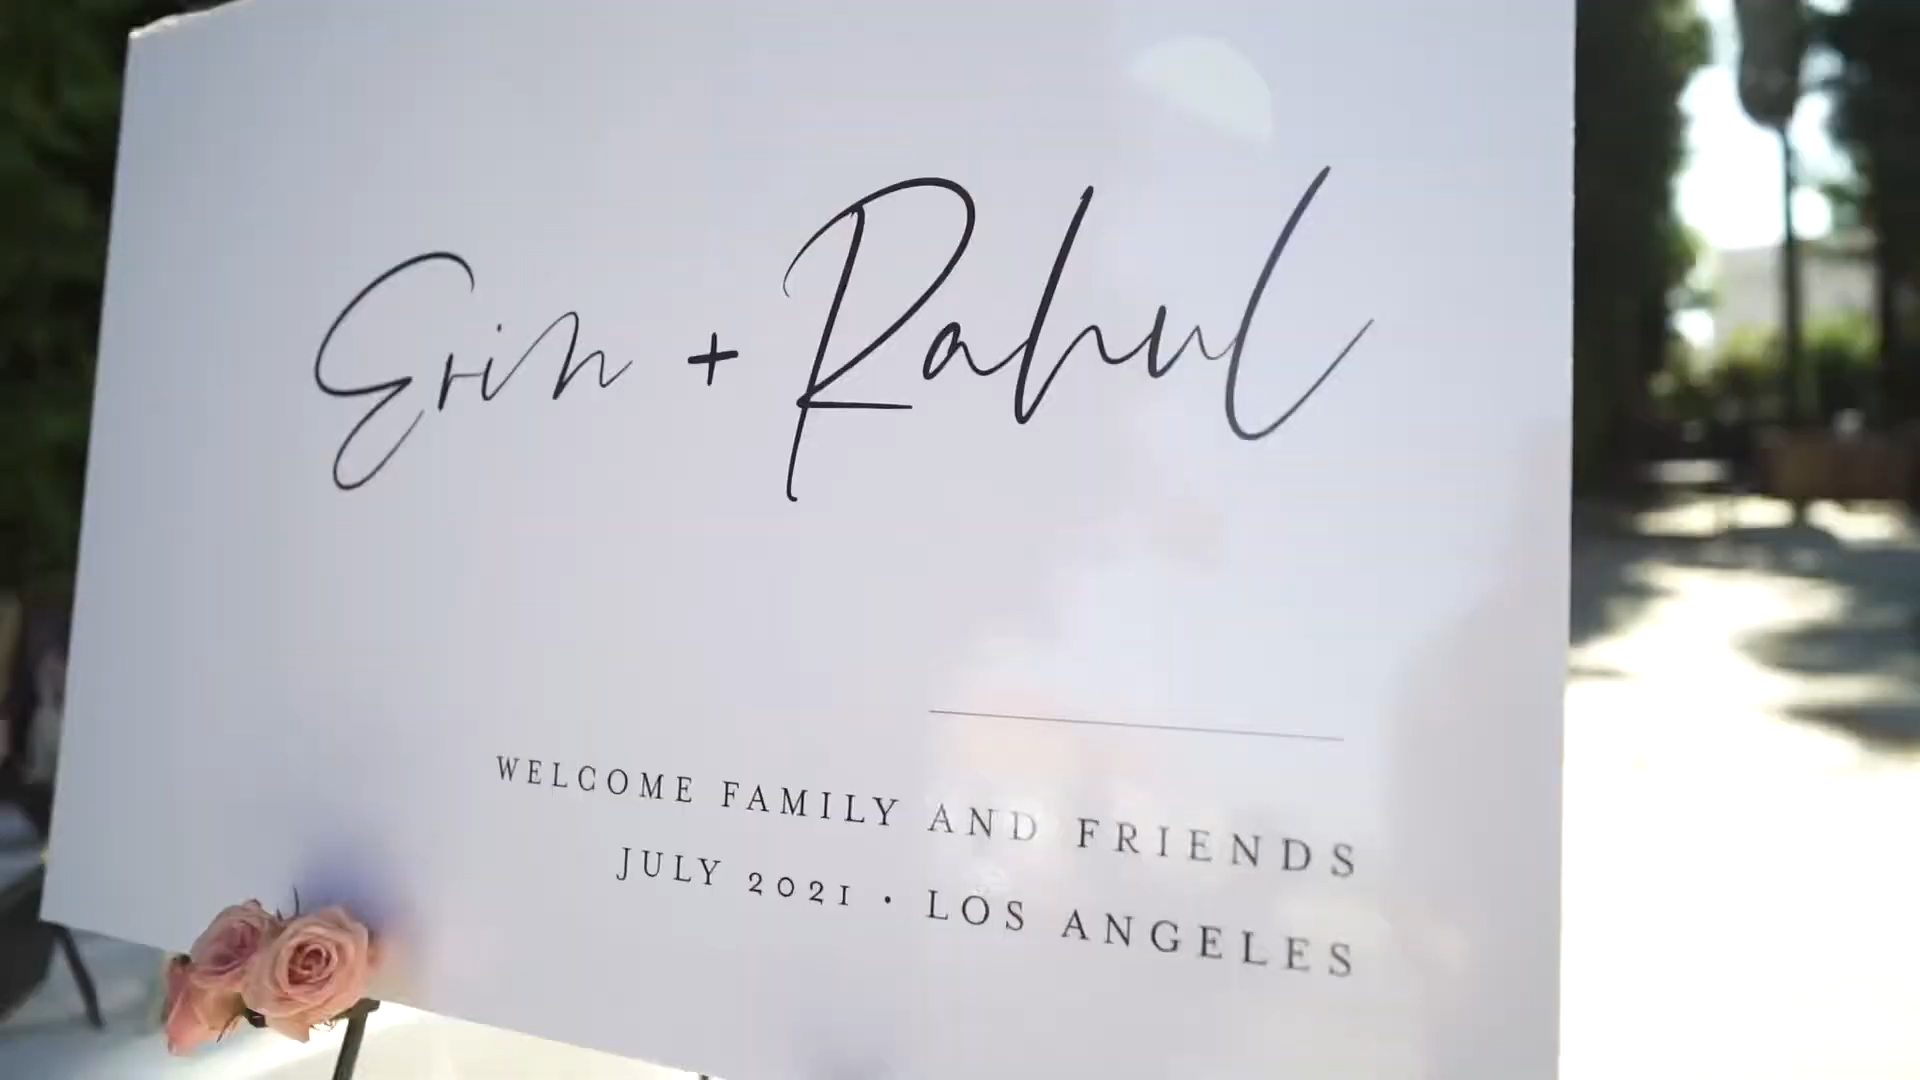 Erin + Rahul
WELCOME FAMILY AND FRIENDS
JULY 2021 · LOS ANGELES